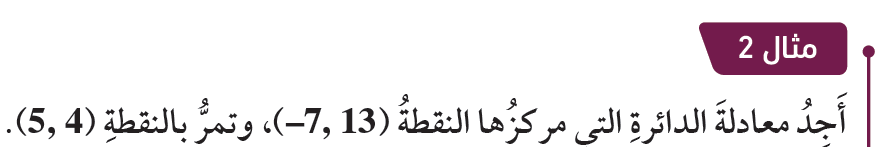 مثال 2
أَجِدُ معادلةَ الدائرةِ التي مركزُها النقطةُ (–7, 13)، وتمرُّ بالنقطةِ (5, 4).